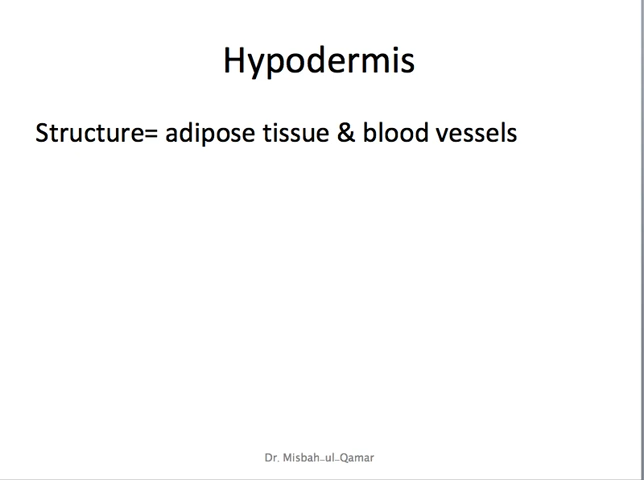 Hypodermis
Structure= adipose tissue & blood vessels
Dr. Misbah-ul-Qamar